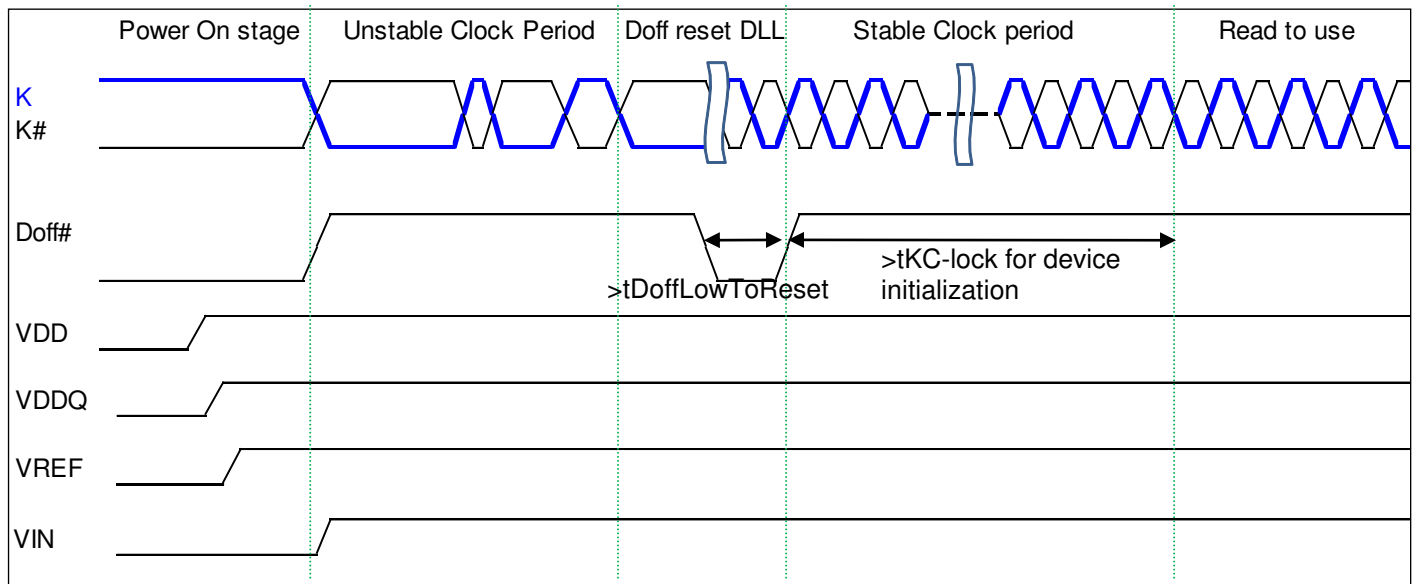 Power On stage
Unstable Clock Period
Doff reset DLL
Stable Clock period
Read to use
K
K#
Doff#
>tDoffLowToReset
>tKC-lock for device
initialization
VDD
VDDQ
VREF
VIN